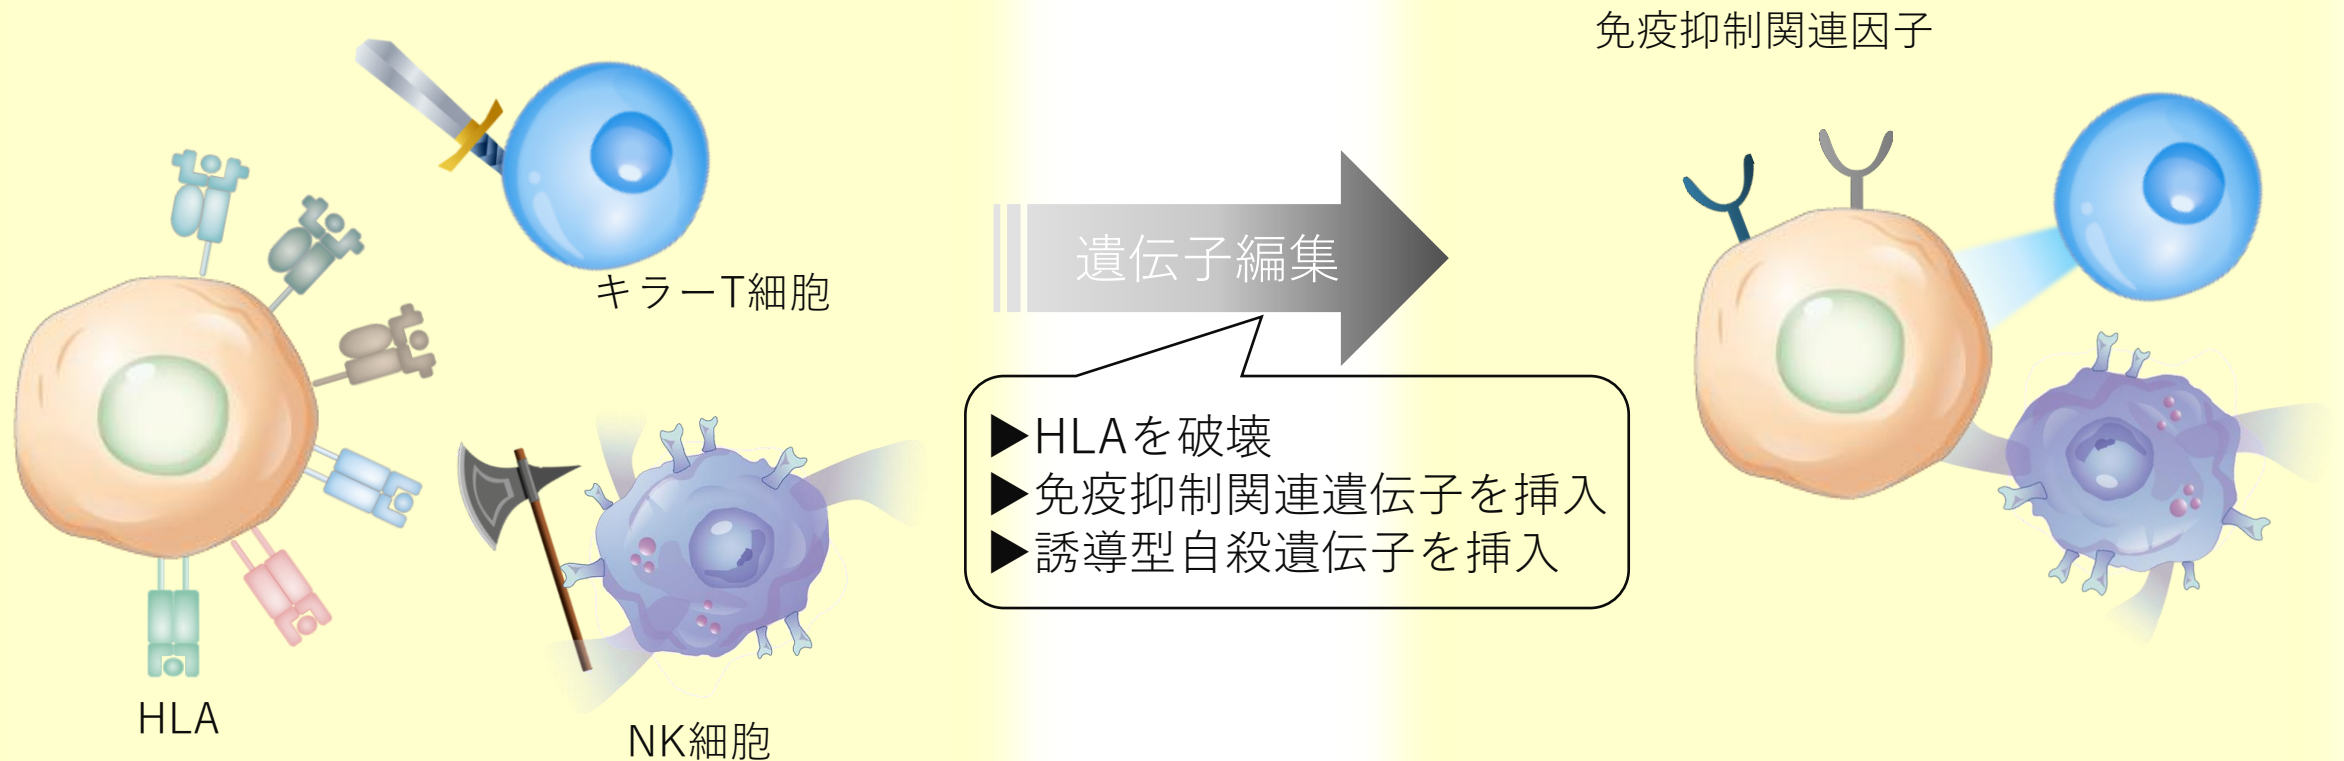 免疫抑制関連因子
キラーT細胞
遺伝子編集
▶HLAを破壊
▶免疫抑制関連遺伝子を挿入
▶誘導型自殺遺伝子を挿入
HLA
NK細胞